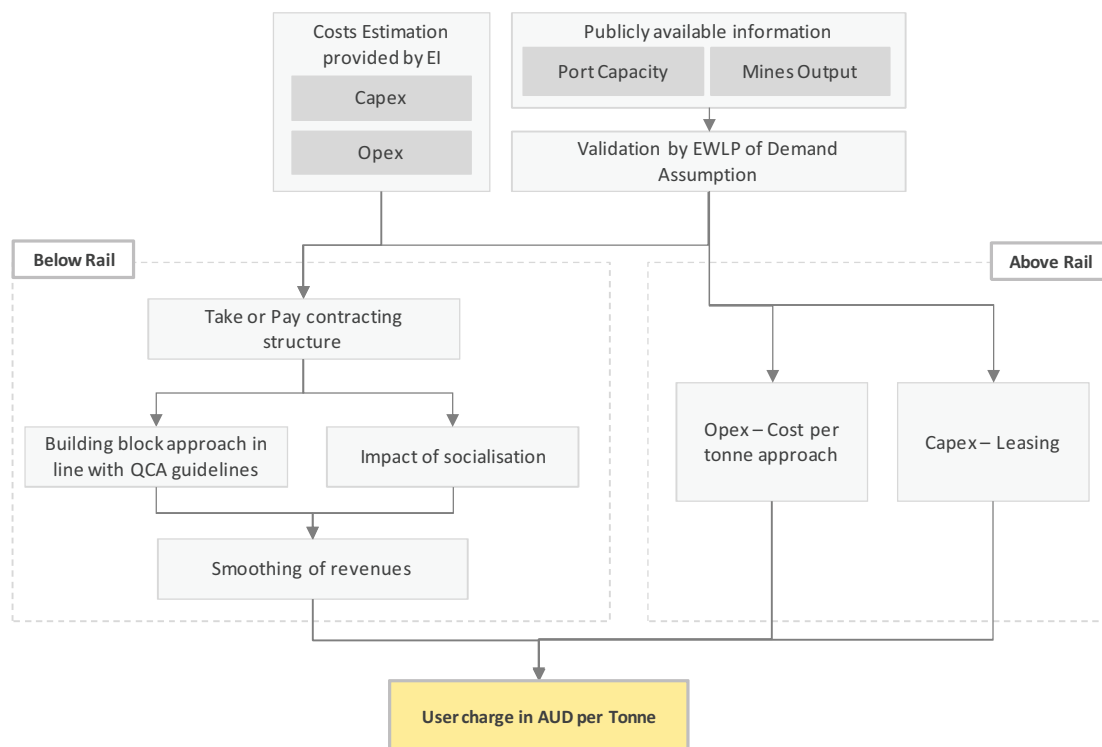 Costs Estimation
provided by EI
Capex
Opex
Publicly available information
Port Capacity
Mines Output
Validation by EWLP of Demand
Assumption
Below Rail
Above Rail
Take or Pay contracting
structure
Building block approach in
line with QCA guidelines
Impact of socialisation
Opex – Cost per
tonne approach
Capex – Leasing
Smoothing of revenues
User charge in AUD per Tonne